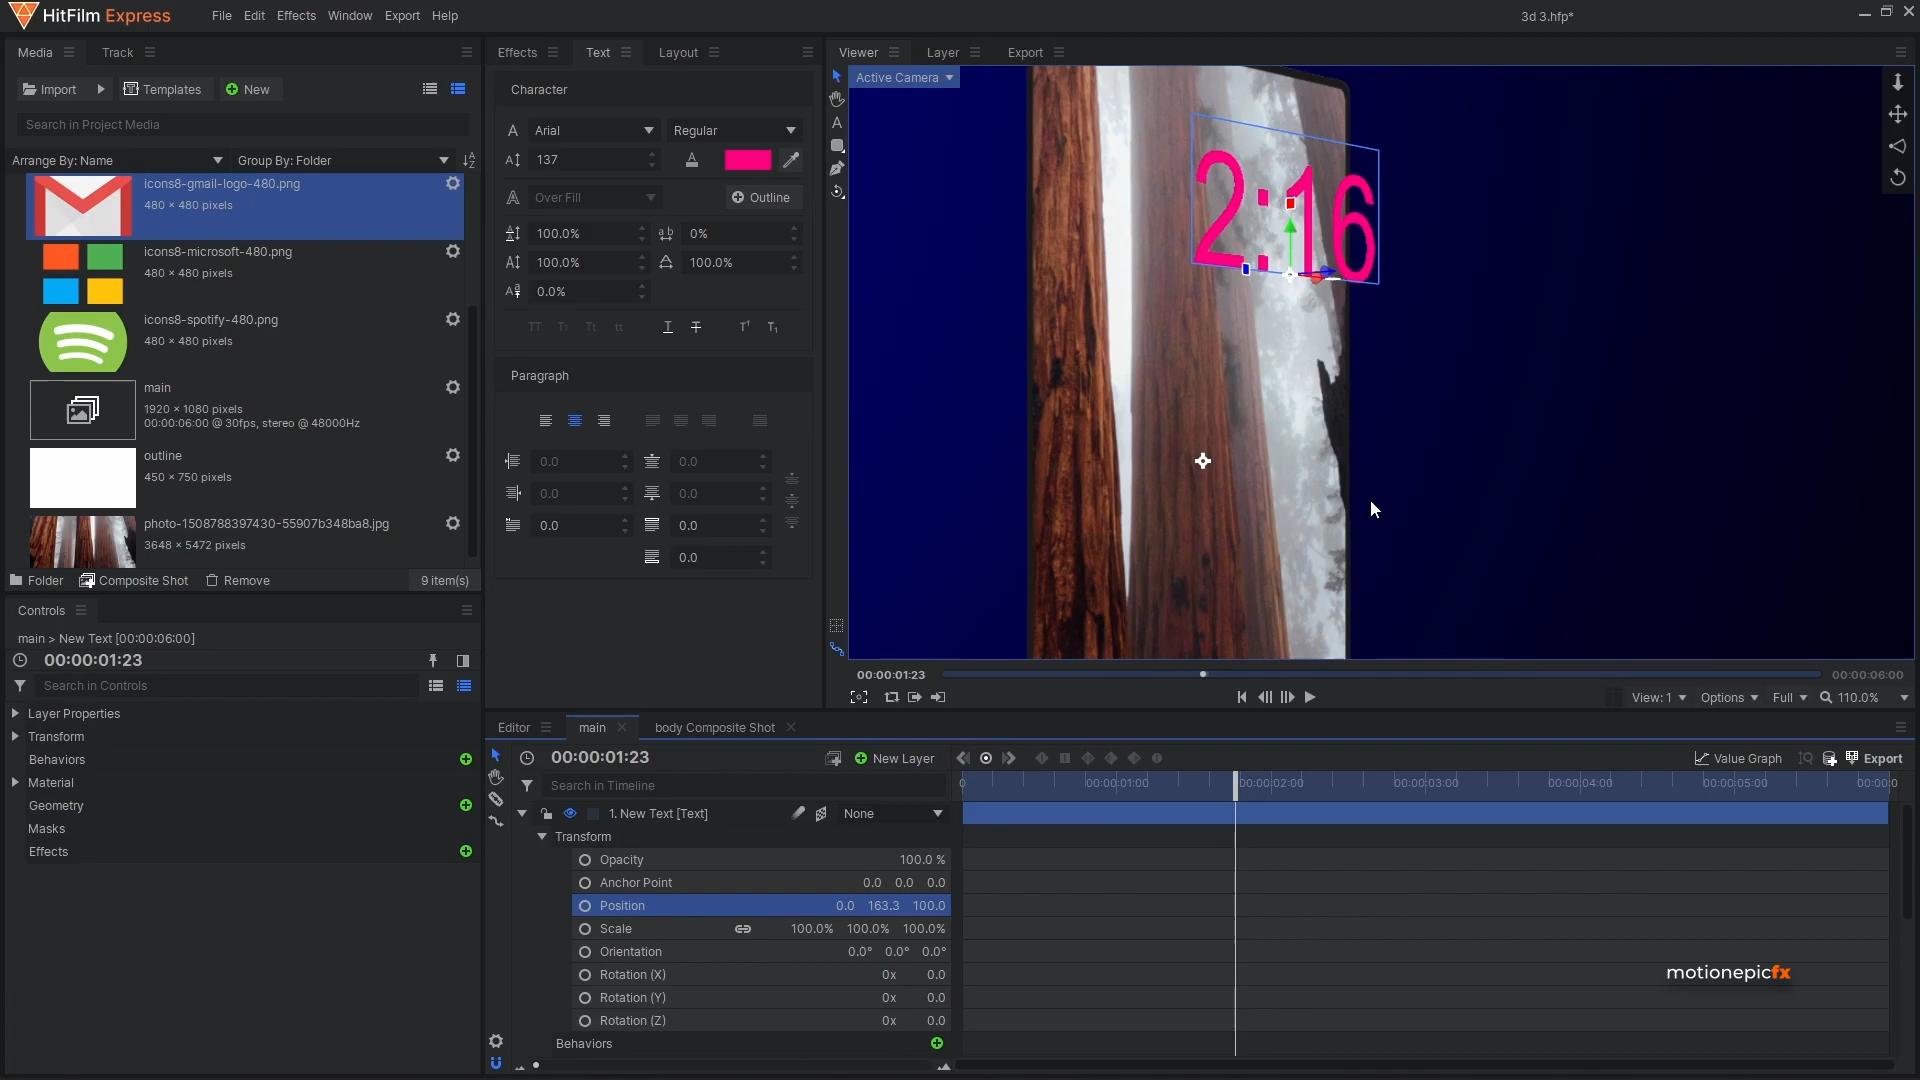 HitFilm Express
File Edit Effects Window Export Help
3d 3.hfp*
Media
Track
Effects
Text
Layout
Viewer
Layer
Export
Import
Templates
New
Search in Project Media
Arrange By: Name
Group By: Folder
icons8-gmail-logo-480.png
480 × 480 pixels
icons8-microsoft-480.png
480 × 480 pixels
icons8-spotify-480.png
480 × 480 pixels
main
1920 × 1080 pixels
00:00:06:00 @ 30fps, stereo @ 48000Hz
outline
450 × 750 pixels
photo-1508788397430-55907b348ba8.jpg
3648 × 5472 pixels
Folder
Composite Shot
Remove
9 item(s)
Character
Arial
Regular
137
Over Fill
Outline
100.0%
0%
100.0%
100.0%
0.0%
Paragraph
0.0
0.0
0.0
0.0
0.0
0.0
0.0
Active Camera
2:16
00:00:01:23
00:00:06:00
View: 1
Options
Full
110.0%
Controls
main > New Text [00:00:06:00]
00:00:01:23
Search in Controls
Layer Properties
Transform
Behaviors
Material
Geometry
Masks
Effects
Editor
main
body Composite Shot
00:00:01:23
New Layer
Value Graph
Export
Search in Timeline
0
00:00:01:00
00:00:02:00
00:00:03:00
00:00:04:00
00:00:05:00
00:00:0
1. New Text [Text]
None
Transform
Opacity 100.0 %
Anchor Point 0.0 0.0 0.0
Position 0.0 163.3 100.0
Scale 100.0% 100.0% 100.0%
Orientation 0.0° 0.0° 0.0°
Rotation (X) 0x 0.0
Rotation (Y) 0x 0.0
Rotation (Z) 0x 0.0
Behaviors
motionepicfx